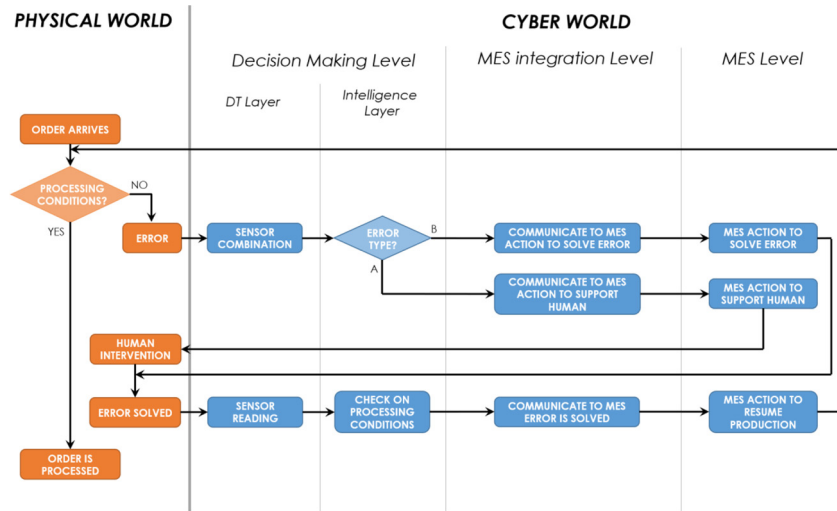 PHYSICAL WORLD
CYBER WORLD
Decision Making Level
MES integration Level
MES Level
DT Layer
Intelligence
Layer
ORDER ARRIVES
PROCESSING
CONDITIONS?
NO
YES
ERROR
SENSOR
COMBINATION
ERROR
TYPE?
B
A
COMMUNICATE TO MES
ACTION TO SOLVE ERROR
MES ACTION TO
SOLVE ERROR
COMMUNICATE TO MES
ACTION TO SUPPORT
HUMAN
MES ACTION TO
SUPPORT HUMAN
HUMAN
INTERVENTION
ERROR SOLVED
SENSOR
READING
CHECK ON
PROCESSING
CONDITIONS
COMMUNICATE TO MES
ERROR IS SOLVED
MES ACTION TO
RESUME
PRODUCTION
ORDER IS
PROCESSED